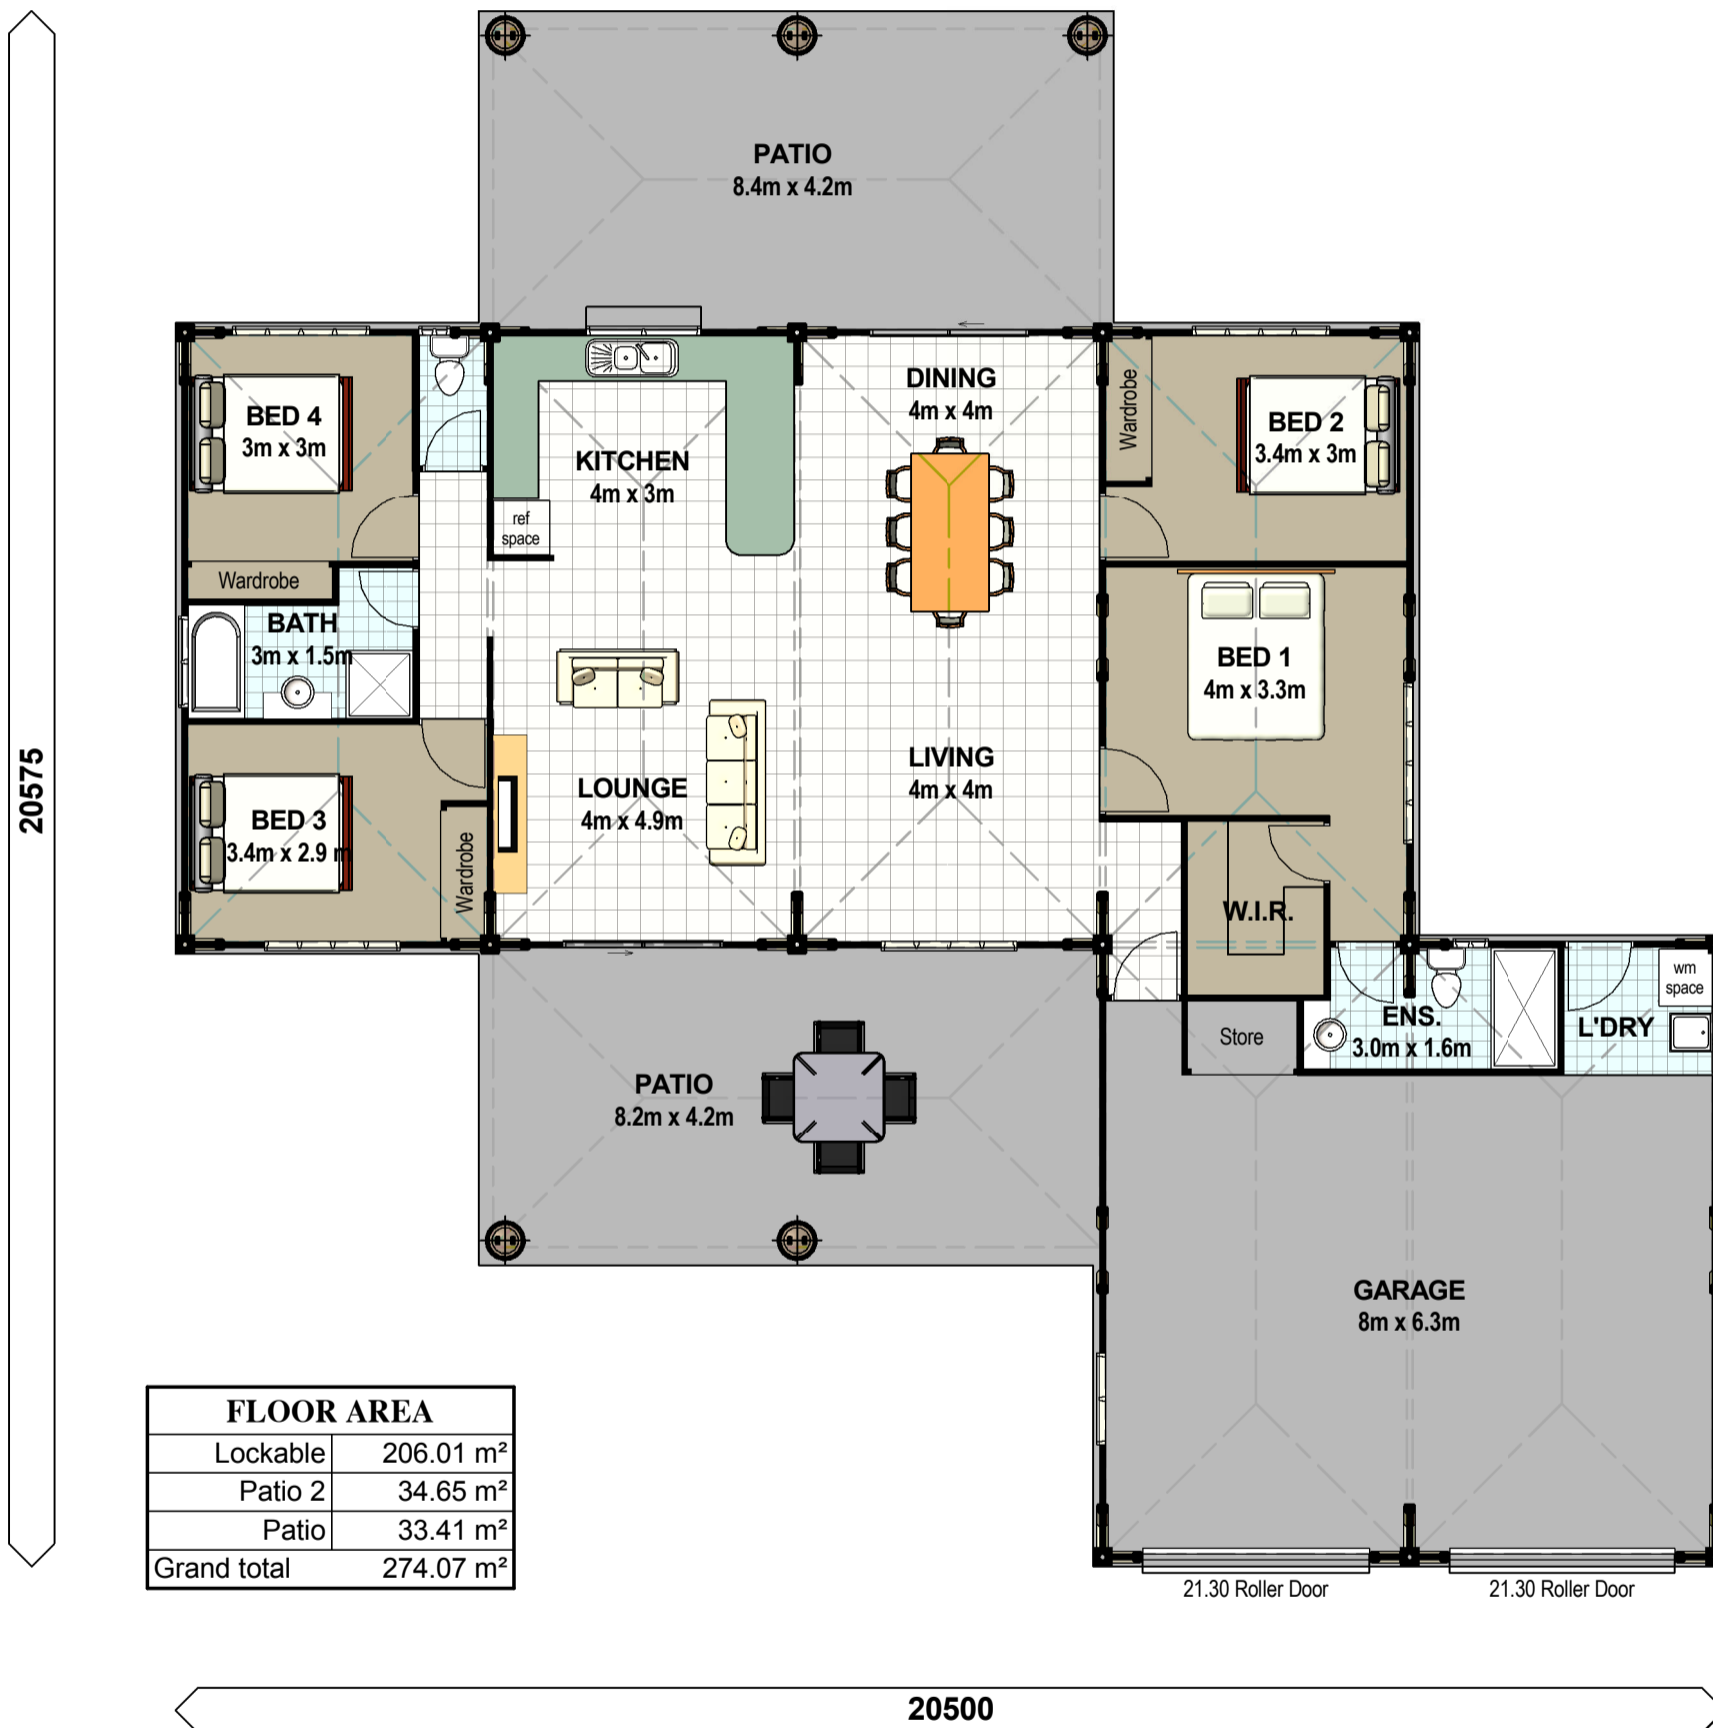 PATIO
8.4m x 4.2m
BED 4
3m x 3m
KITCHEN
4m x 3m
ref
space
DINING
4m x 4m
Wardrobe
BED 2
3.4m x 3m
Wardrobe
BATH
3m x 1.5m
BED 1
4m x 3.3m
20575
BED 3
3.4m x 2.9 m
Wardrobe
LOUNGE
4m x 4.9m
LIVING
4m x 4m
W.I.R.
wm
space
ENS.
3.0m x 1.6m
L'DRY
Store
PATIO
8.2m x 4.2m
GARAGE
8m x 6.3m
FLOOR AREA
Lockable 206.01 m²
Patio 2 34.65 m²
Patio 33.41 m²
Grand total 274.07 m²
21.30 Roller Door
21.30 Roller Door
20500